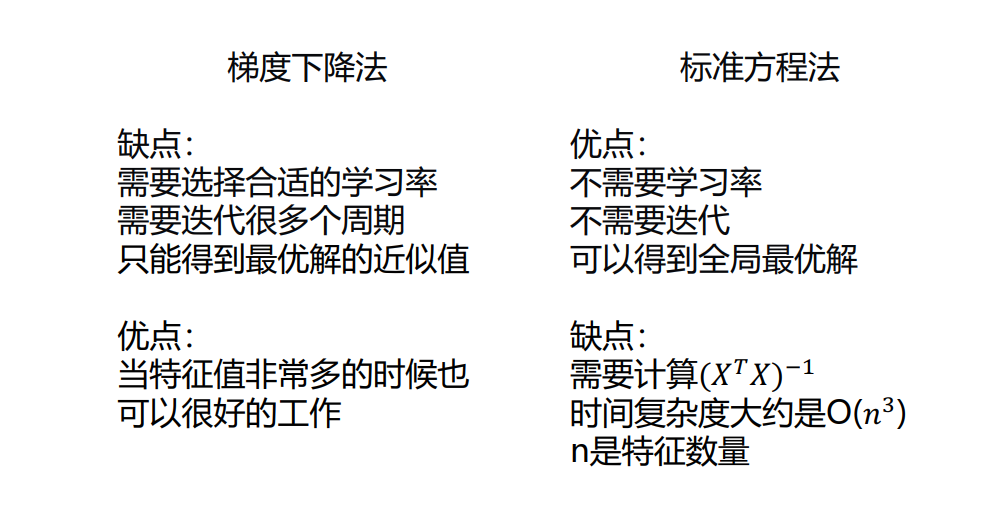 梯度下降法
缺点：
需要选择合适的学习率
需要迭代很多个周期
只能得到最优解的近似值
优点：
当特征值非常多的时候也
可以很好的工作
标准方程法
优点：
不需要学习率
不需要迭代
可以得到全局最优解
缺点：
需要计算(XᵀX)⁻¹
时间复杂度大约是O(n³)
n是特征数量